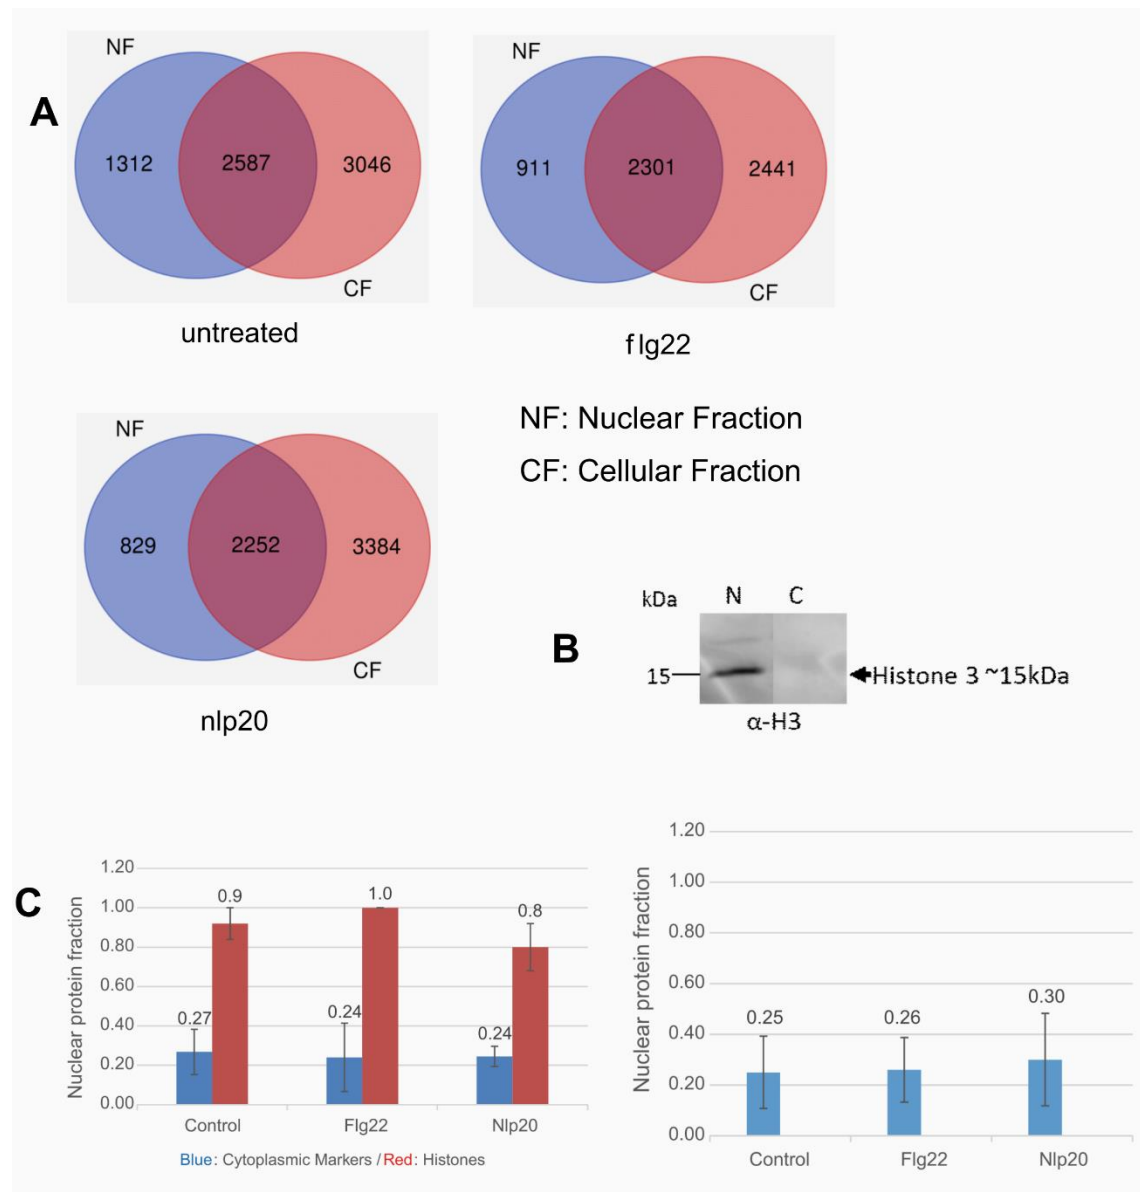 A
NF
1312
2587
3046
CF
untreated
NF
911
2301
2441
CF
flg22
NF
829
2252
3384
CF
nlp20
NF: Nuclear Fraction
CF: Cellular Fraction
B
kDa
N
C
15
Histone 3 ~15kDa
α-H3
C
Nuclear protein fraction
1.20
1.00
0.80
0.60
0.40
0.20
0.00
0.27
0.9
0.24
1.0
0.24
0.8
Control
Flg22
Nlp20
Blue: Cytoplasmic Markers / Red: Histones
Nuclear protein fraction
1.20
1.00
0.80
0.60
0.40
0.20
0.00
0.25
0.26
0.30
Control
Flg22
Nlp20